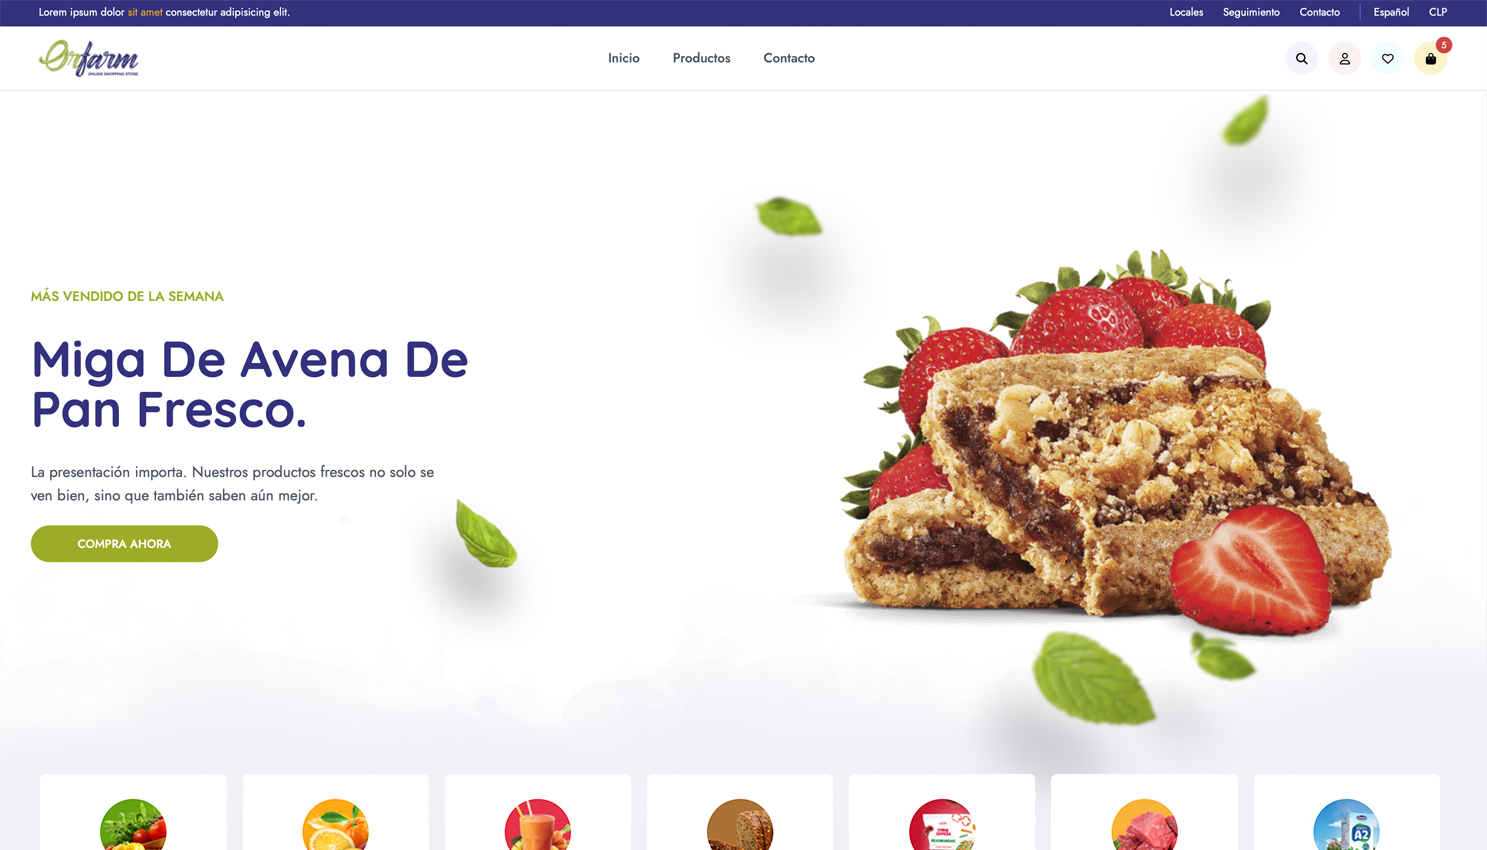 Lorem ipsum dolor sit amet consectetur adipisicing elit.
Locales Seguimiento Contacto Español CLP
Orfarm
ONLINE SHOPPING STORE
Inicio Productos Contacto
5
MÁS VENDIDO DE LA SEMANA
Miga De Avena De
Pan Fresco.
La presentación importa. Nuestros productos frescos no solo se
ven bien, sino que también saben aún mejor.
COMPRA AHORA
A2